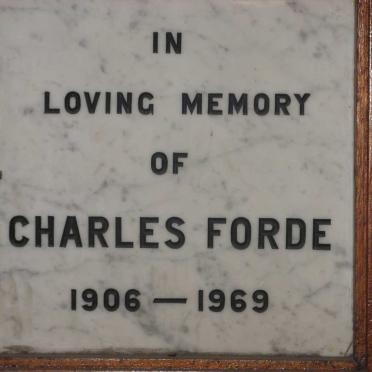 IN
LOVING MEMORY
OF
CHARLES FORDE
1906 — 1969